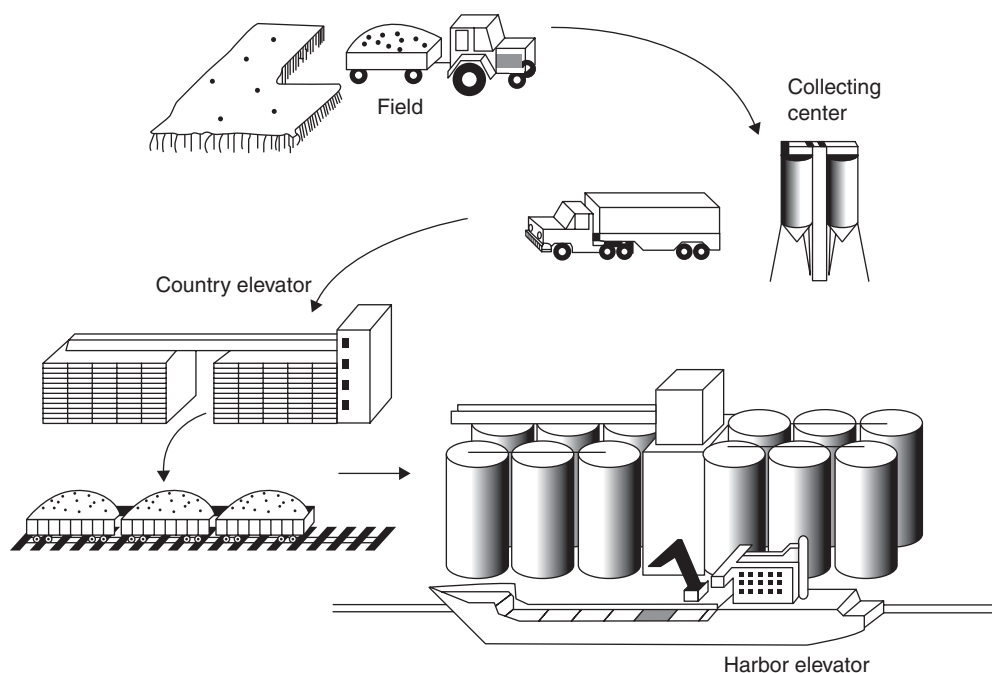 Field
Collecting
center
Country elevator
Harbor elevator